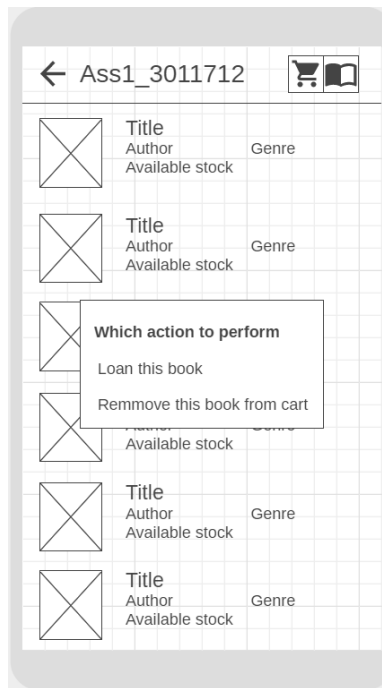 Ass1_3011712
Title
Author Genre
Available stock
Title
Author Genre
Available stock
Which action to perform
Loan this book
Remmove this book from cart
Available stock
Title
Author Genre
Available stock
Title
Author Genre
Available stock